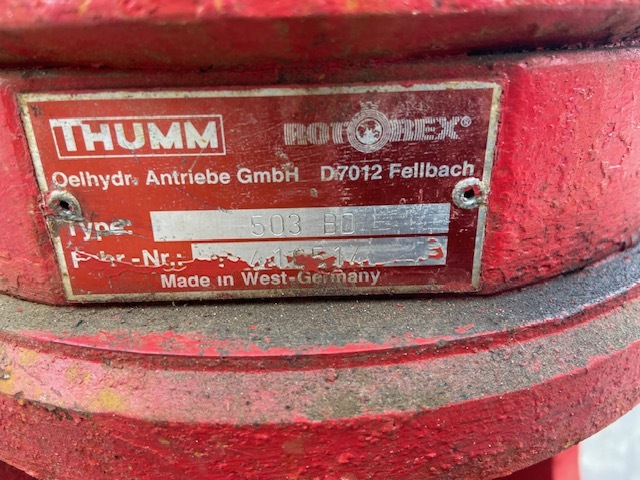 THUMM ROTOREX®
Oelhydr. Antriebe GmbH D7012 Fellbach
Type: 503 BD
Fabr.-Nr.:
Made in West-Germany